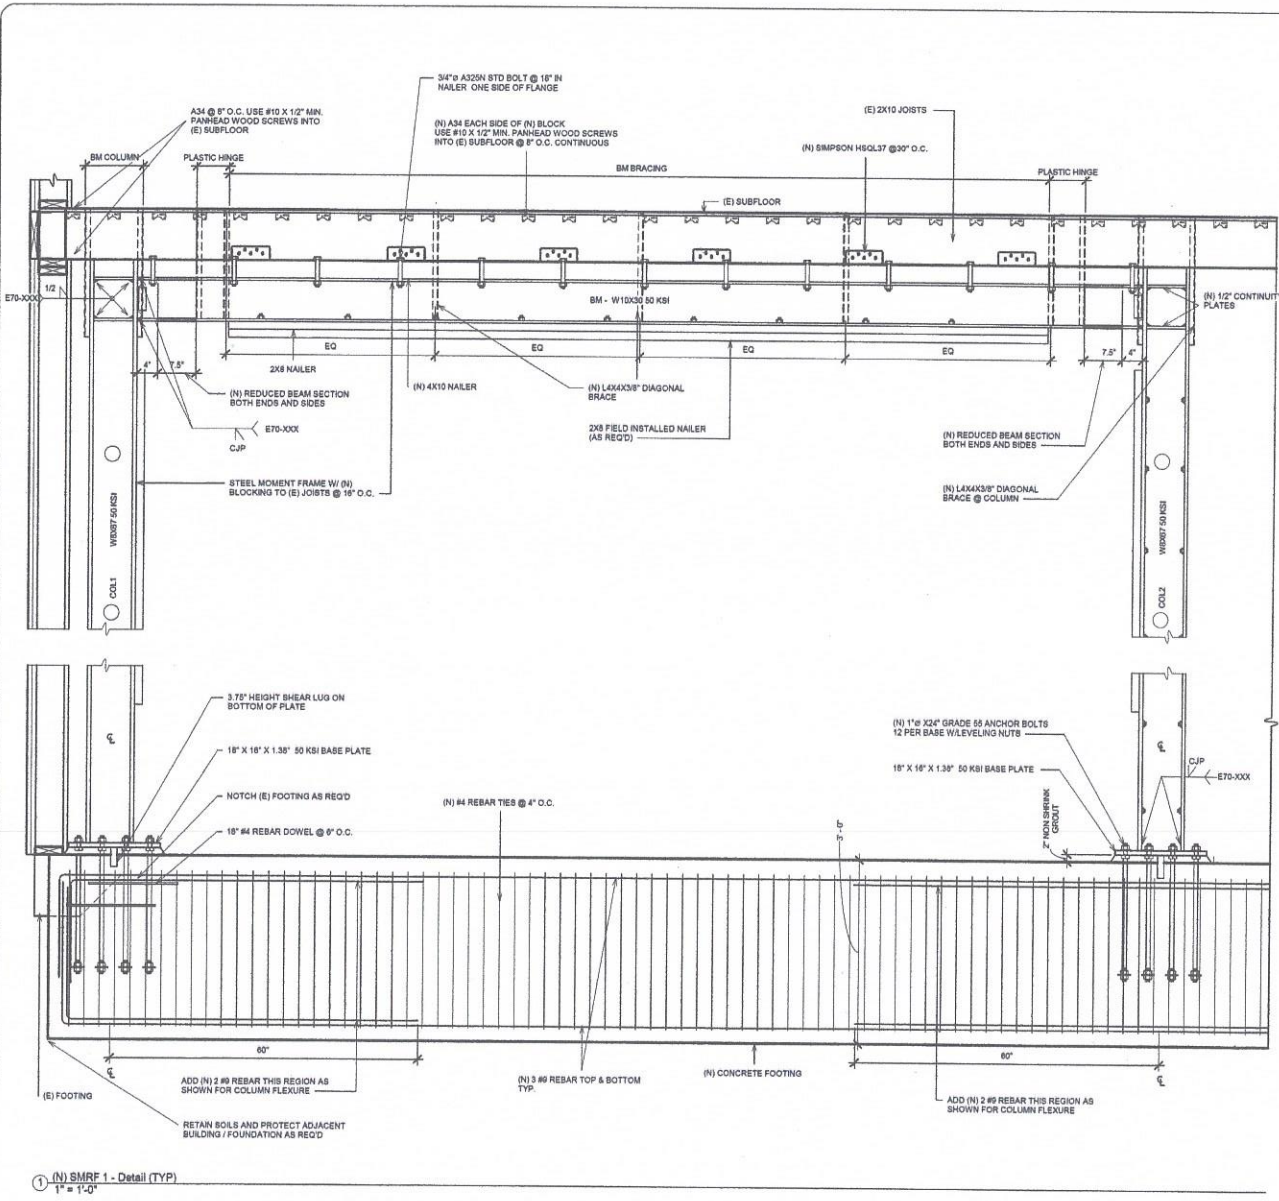 3/4"ø A325N STD BOLT @ 16" IN
NAILER ONE SIDE OF FLANGE
A34 @ 8" O.C. USE #10 X 1/2" MIN.
PANHEAD WOOD SCREWS INTO
(E) SUBFLOOR
(N) A34 EACH SIDE OF (N) BLOCK
USE #10 X 1/2" MIN. PANHEAD WOOD SCREWS
INTO (E) SUBFLOOR @ 8" O.C. CONTINUOUS
(E) 2X10 JOISTS
(N) SIMPSON HSQL37 @30" O.C.
BM COLUMN
PLASTIC HINGE
BM BRACING
PLASTIC HINGE
(E) SUBFLOOR
1/2
E70-XXX
BM - W10X30 50 KSI
(N) 1/2" CONTINUIT
PLATES
EQ
EQ
EQ
EQ
4"
7.5"
7.5"
4"
2X8 NAILER
(N) 4X10 NAILER
(N) L4X4X3/8" DIAGONAL
BRACE
(N) REDUCED BEAM SECTION
BOTH ENDS AND SIDES
E70-XXX
CJP
2X8 FIELD INSTALLED NAILER
(AS REQ'D)
(N) REDUCED BEAM SECTION
BOTH ENDS AND SIDES
STEEL MOMENT FRAME W/ (N)
BLOCKING TO (E) JOISTS @ 16" O.C.
(N) L4X4X3/8" DIAGONAL
BRACE @ COLUMN
COL1 W8X67 50 KSI
COL2 W8X67 50 KSI
3.75" HEIGHT SHEAR LUG ON
BOTTOM OF PLATE
18" X 16" X 1.38" 50 KSI BASE PLATE
NOTCH (E) FOOTING AS REQ'D
18" #4 REBAR DOWEL @ 6" O.C.
(N) #4 REBAR TIES @ 4" O.C.
(N) 1"ø X24" GRADE 55 ANCHOR BOLTS
12 PER BASE W/LEVELING NUTS
18" X 16" X 1.38" 50 KSI BASE PLATE
CJP
E70-XXX
2" NON SHRINK
GROUT
60"
60"
ADD (N) 2 #9 REBAR THIS REGION AS
SHOWN FOR COLUMN FLEXURE
(N) 3 #9 REBAR TOP & BOTTOM
TYP.
(N) CONCRETE FOOTING
(E) FOOTING
ADD (N) 2 #9 REBAR THIS REGION AS
SHOWN FOR COLUMN FLEXURE
RETAIN SOILS AND PROTECT ADJACENT
BUILDING / FOUNDATION AS REQ'D
1 (N) SMRF 1 - Detail (TYP)
1" = 1'-0"